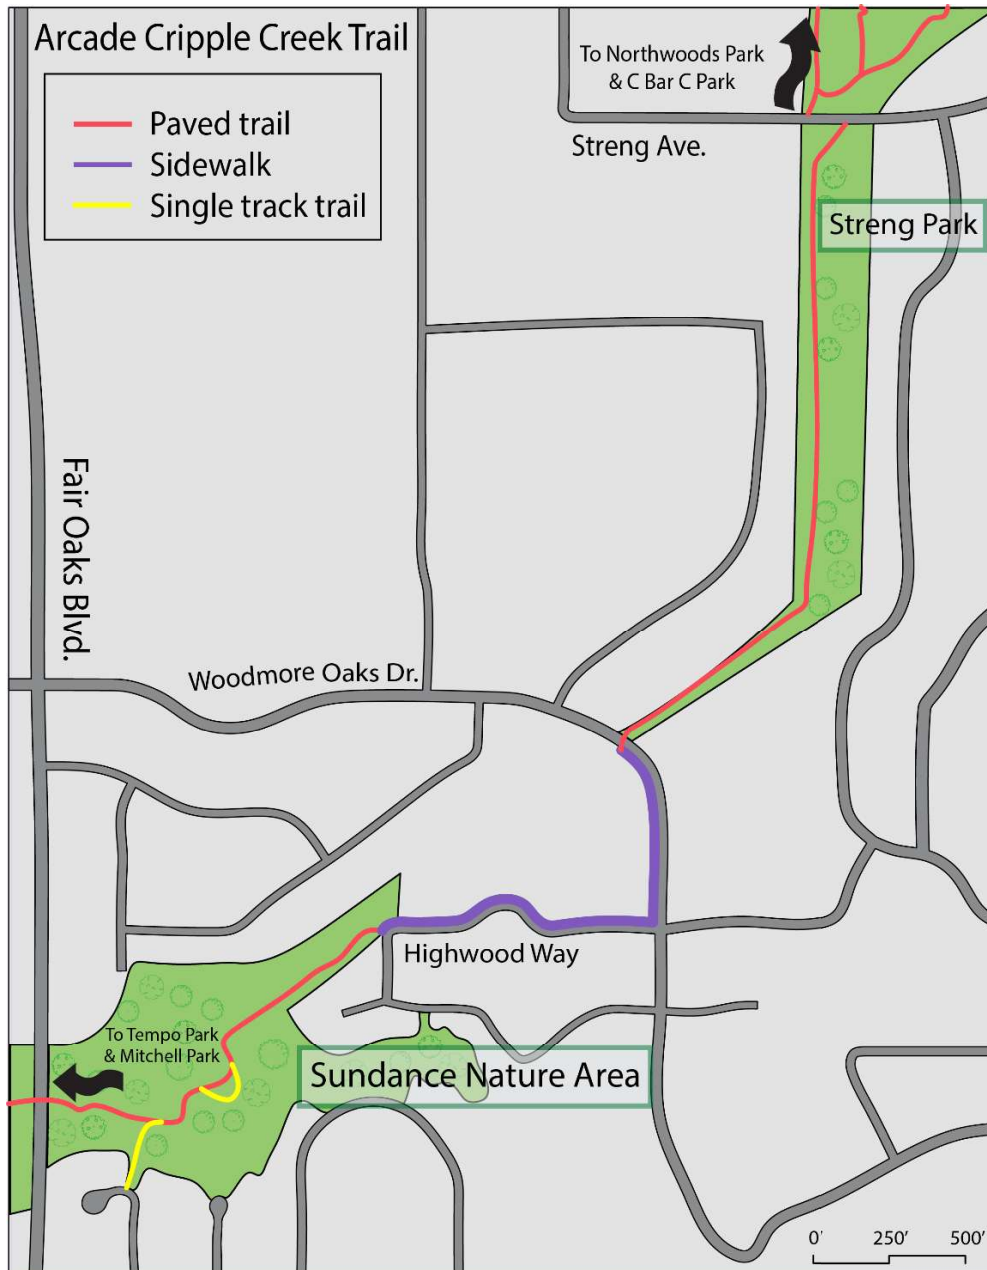 Arcade Cripple Creek Trail
Paved trail
Sidewalk
Single track trail
To Northwoods Park
& C Bar C Park
Streng Ave.
Streng Park
Fair Oaks Blvd.
Woodmore Oaks Dr.
Highwood Way
To Tempo Park
& Mitchell Park
Sundance Nature Area
0' 250' 500'